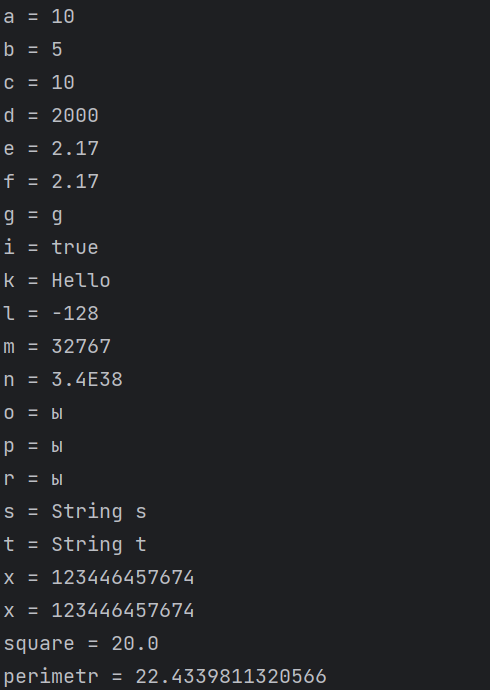 a = 10
b = 5
c = 10
d = 2000
e = 2.17
f = 2.17
g = g
i = true
k = Hello
l = -128
m = 32767
n = 3.4E38
o = ы
p = ы
r = ы
s = String s
t = String t
x = 123446457674
x = 123446457674
square = 20.0
perimetr = 22.4339811320566